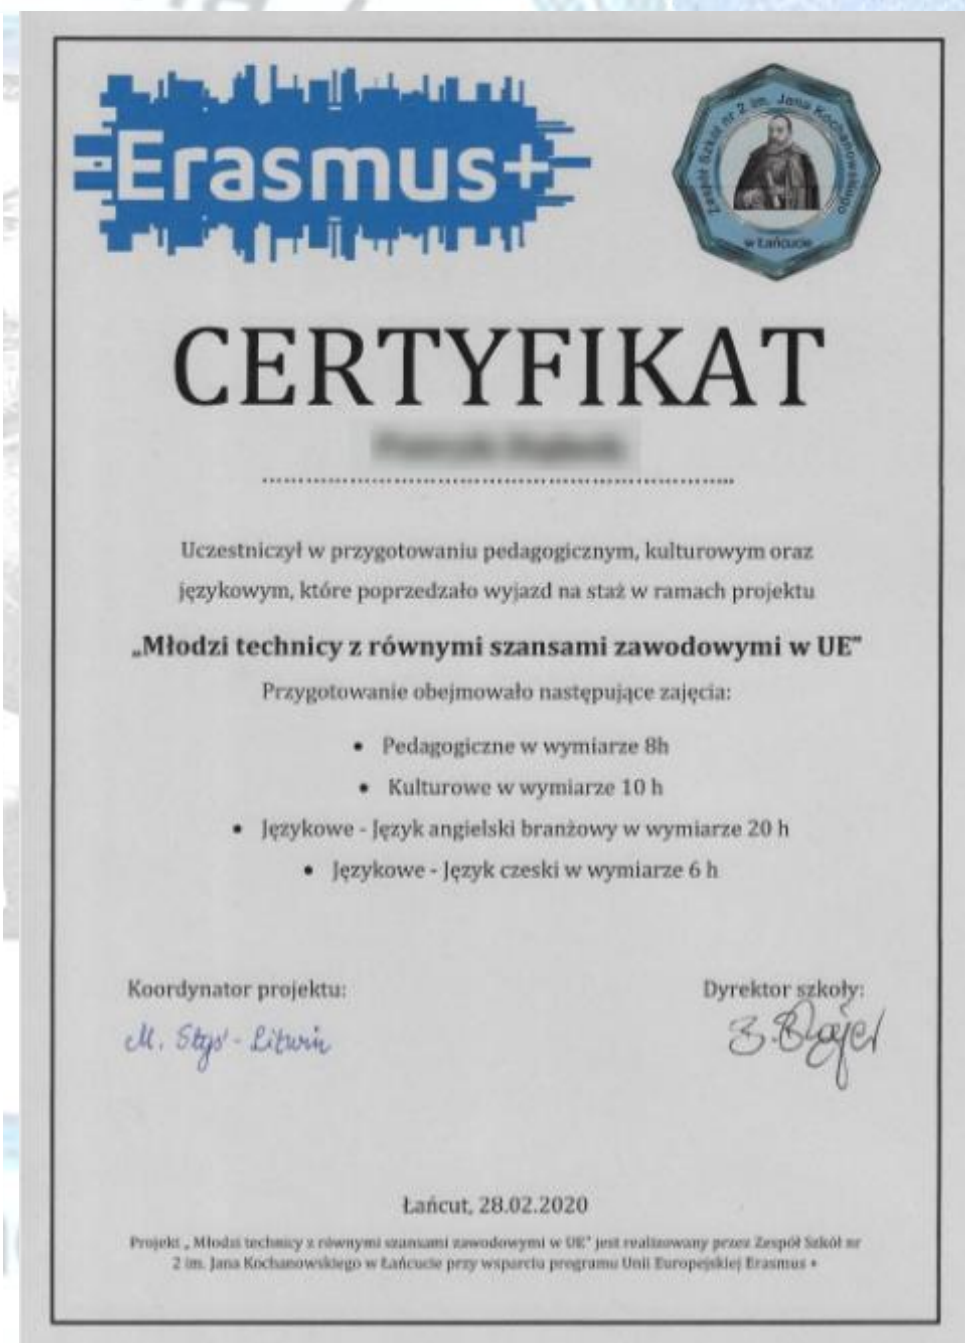 Erasmus+
Zespół Szkół nr 2 im. Jana Kochanowskiego
w Łańcucie
CERTYFIKAT
Uczestniczył w przygotowaniu pedagogicznym, kulturowym oraz
językowym, które poprzedzało wyjazd na staż w ramach projektu
„Młodzi technicy z równymi szansami zawodowymi w UE"
Przygotowanie obejmowało następujące zajęcia:
• Pedagogiczne w wymiarze 8h
• Kulturowe w wymiarze 10 h
• Językowe - Język angielski branżowy w wymiarze 20 h
• Językowe - Język czeski w wymiarze 6 h
Koordynator projektu:
Dyrektor szkoły:
M. Styś - Litwin
Łańcut, 28.02.2020
Projekt „ Młodzi technicy z równymi szansami zawodowymi w UE" jest realizowany przez Zespół Szkół nr
2 im. Jana Kochanowskiego w Łańcucie przy wsparciu programu Unii Europejskiej Erasmus +